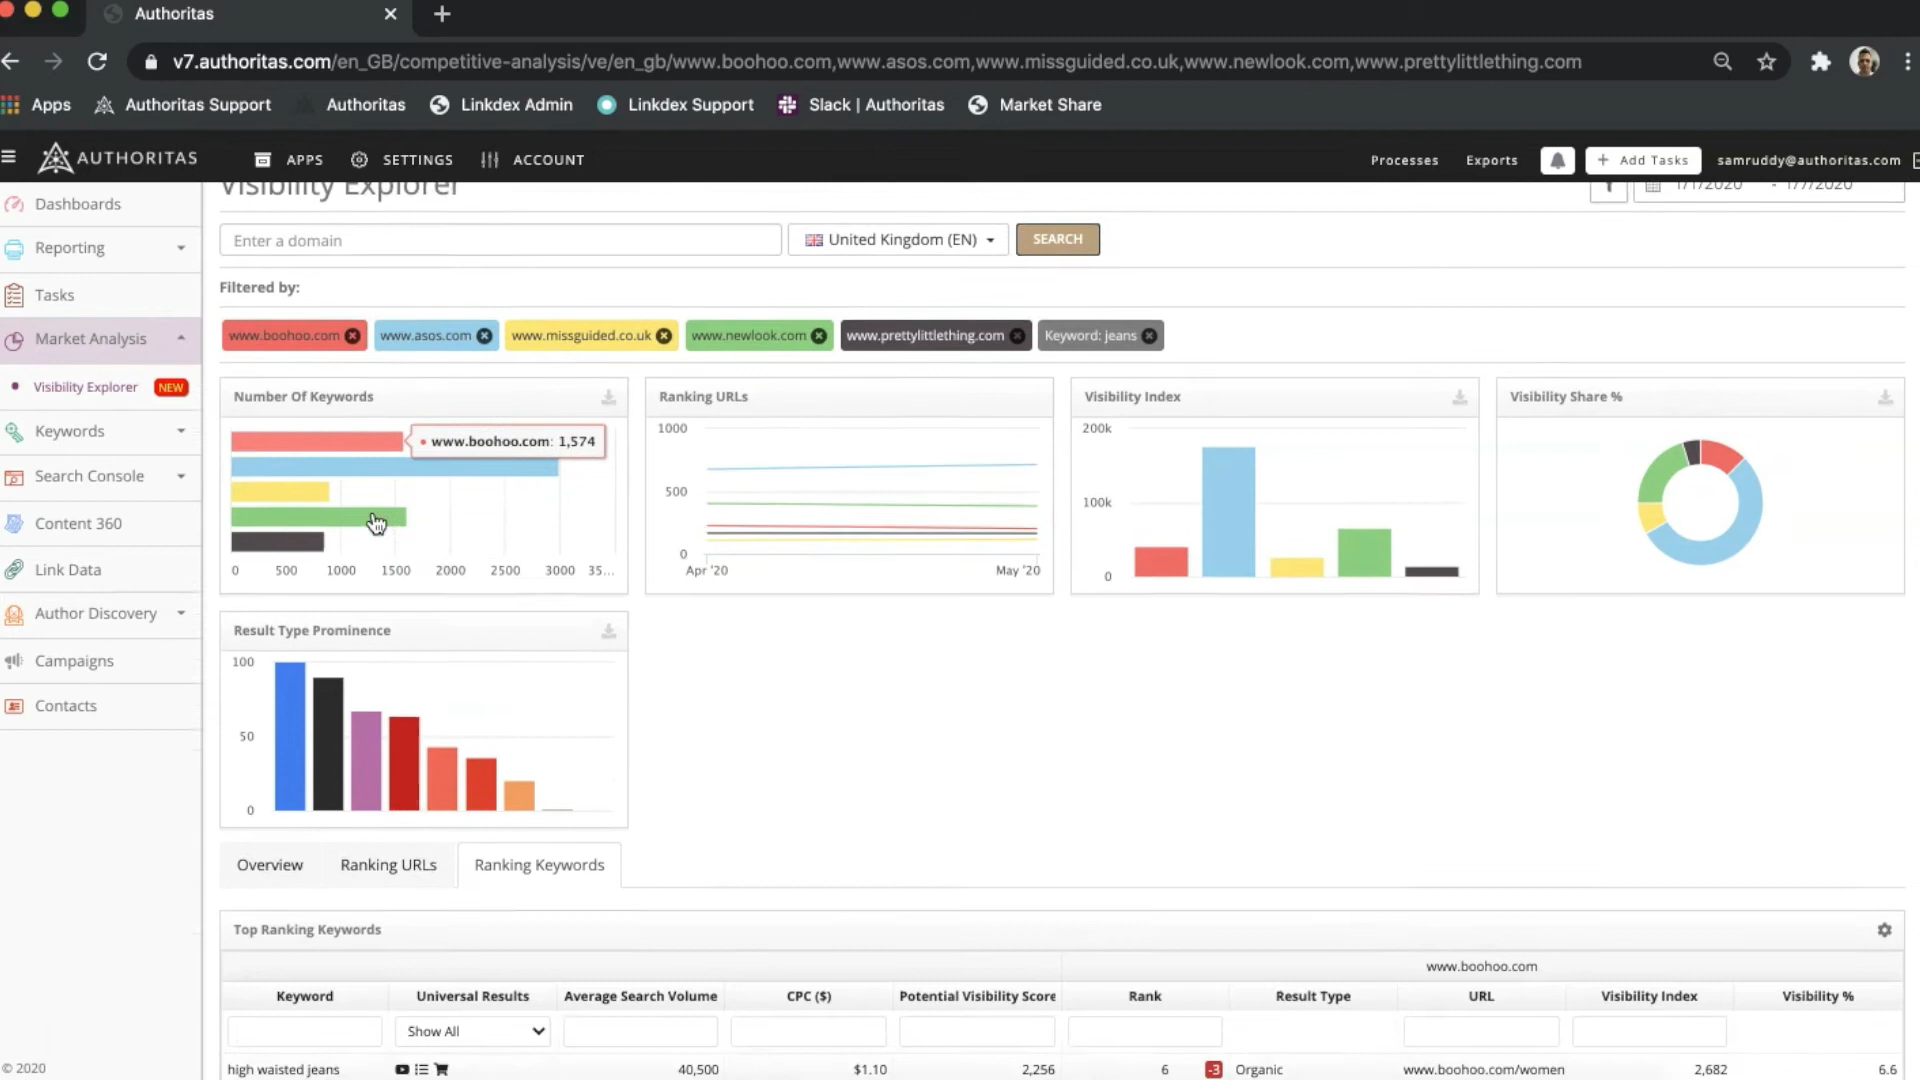 Authoritas
v7.authoritas.com/en_GB/competitive-analysis/ve/en_gb/www.boohoo.com,www.asos.com,www.missguided.co.uk,www.newlook.com,www.prettylittlething.com
Apps Authoritas Support Authoritas Linkdex Admin Linkdex Support Slack | Authoritas Market Share
AUTHORITAS APPS SETTINGS ACCOUNT Processes Exports + Add Tasks samruddy@authoritas.com
Visibility Explorer 1/1/2020 - 1/7/2020
Dashboards
Reporting
Tasks
Market Analysis
Visibility Explorer NEW
Keywords
Search Console
Content 360
Link Data
Author Discovery
Campaigns
Contacts
© 2020
Enter a domain United Kingdom (EN) SEARCH
Filtered by:
www.boohoo.com www.asos.com www.missguided.co.uk www.newlook.com www.prettylittlething.com Keyword: jeans
Number Of Keywords
www.boohoo.com: 1,574
0 500 1000 1500 2000 2500 3000 35...
Ranking URLs
1000
500
0
Apr '20 May '20
Visibility Index
200k
100k
0
Visibility Share %
Result Type Prominence
100
50
0
Overview Ranking URLs Ranking Keywords
Top Ranking Keywords
www.boohoo.com
Keyword Universal Results Average Search Volume CPC ($) Potential Visibility Score Rank Result Type URL Visibility Index Visibility %
Show All
high waisted jeans 40,500 $1.10 2,256 6 -3 Organic www.boohoo.com/women 2,682 6.6